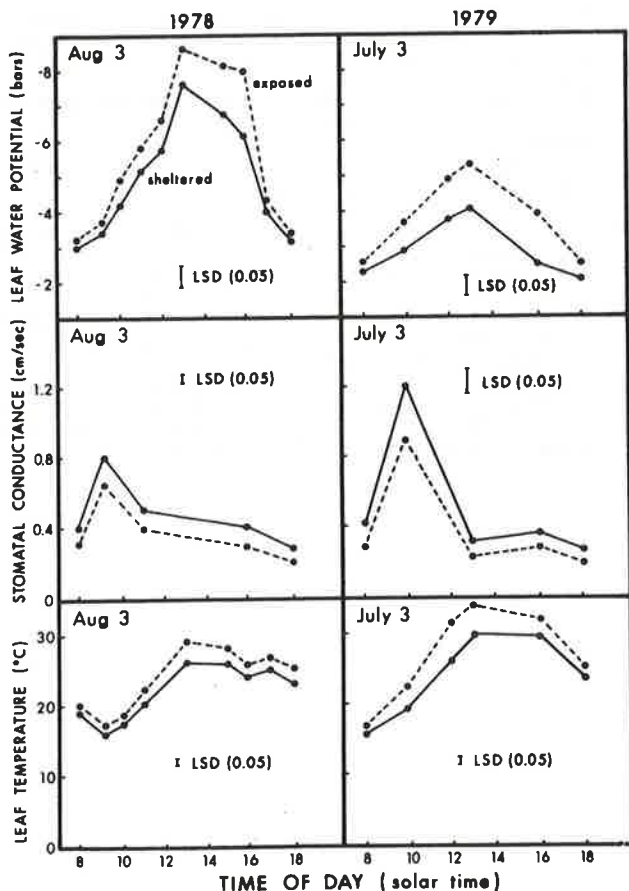 1978
1979
LEAF WATER POTENTIAL (bars)
-8
-6
-4
-2
Aug 3
exposed
sheltered
LSD (0.05)
July 3
LSD (0.05)
STOMATAL CONDUCTANCE (cm/sec)
1.2
0.8
0.4
0
Aug 3
LSD (0.05)
July 3
LSD (0.05)
LEAF TEMPERATURE (°C)
30
20
10
0
Aug 3
LSD (0.05)
July 3
LSD (0.05)
8 10 12 14 16 18
8 10 12 14 16 18
TIME OF DAY (solar time)